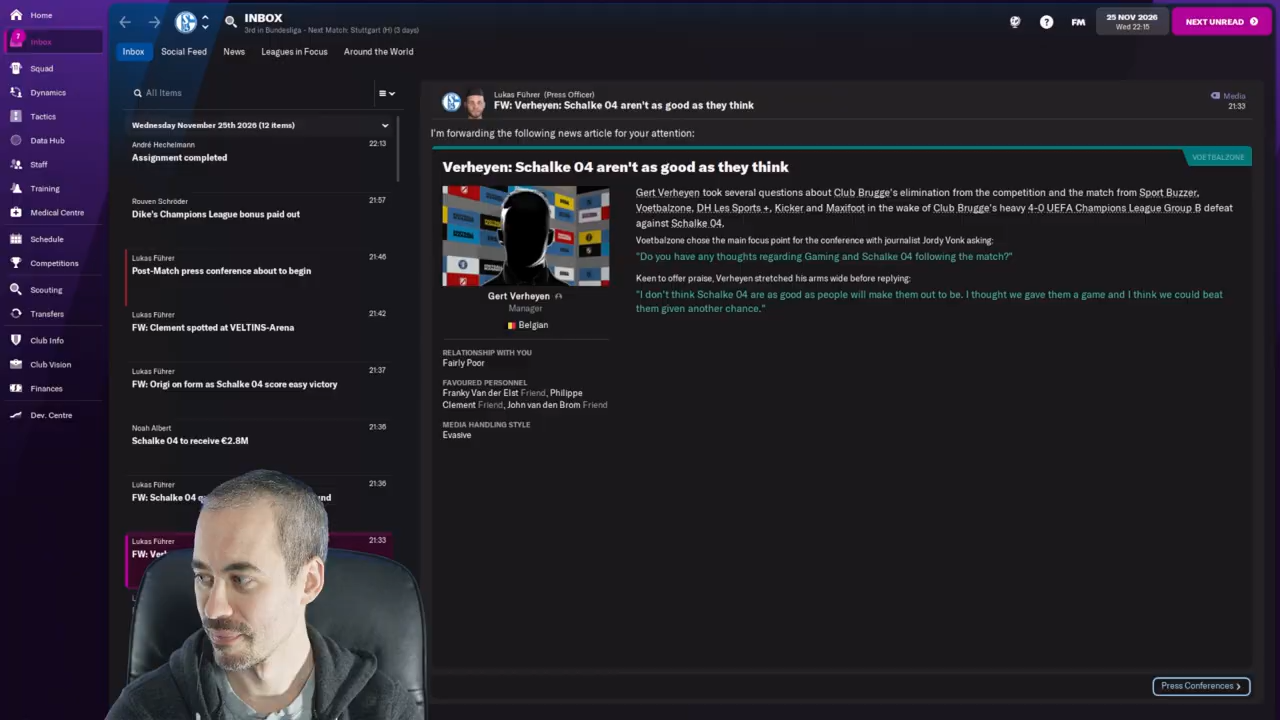 Home
7
Inbox
Squad
Dynamics
Tactics
Data Hub
Staff
Training
Medical Centre
Schedule
Competitions
Scouting
Transfers
Club Info
Club Vision
Finances
Dev. Centre
INBOX
3rd in Bundesliga - Next Match: Stuttgart (H) (3 days)
?
FM
25 NOV 2026
Wed 22:15
NEXT UNREAD
Inbox
Social Feed
News
Leagues in Focus
Around the World
All Items
Wednesday November 25th 2026 (12 items)
André Hechelmann
22:13
Assignment completed
Rouven Schröder
21:57
Dike's Champions League bonus paid out
Lukas Führer
21:46
Post-Match press conference about to begin
Lukas Führer
21:42
FW: Clement spotted at VELTINS-Arena
Lukas Führer
21:37
FW: Origi on form as Schalke 04 score easy victory
Noah Albert
21:36
Schalke 04 to receive €2.8M
Lukas Führer
21:36
FW: Schalke 04
Lukas Führer
21:33
FW:
Lukas Führer (Press Officer)
FW: Verheyen: Schalke 04 aren't as good as they think
Media
21:33
I'm forwarding the following news article for your attention:
VOETBALZONE
Verheyen: Schalke 04 aren't as good as they think
Gert Verheyen
Manager
Belgian
RELATIONSHIP WITH YOU
Fairly Poor
FAVOURED PERSONNEL
Franky Van der Elst Friend, Philippe
Clement Friend, John van den Brom Friend
MEDIA HANDLING STYLE
Evasive
Gert Verheyen took several questions about Club Brugge's elimination from the competition and the match from Sport Buzzer,
Voetbalzone, DH Les Sports +, Kicker and Maxifoot in the wake of Club Brugge's heavy 4-0 UEFA Champions League Group B defeat
against Schalke 04.
Voetbalzone chose the main focus point for the conference with journalist Jordy Vonk asking:
"Do you have any thoughts regarding Gaming and Schalke 04 following the match?"
Keen to offer praise, Verheyen stretched his arms wide before replying:
"I don't think Schalke 04 are as good as people will make them out to be. I thought we gave them a game and I think we could beat
them given another chance."
Press Conferences